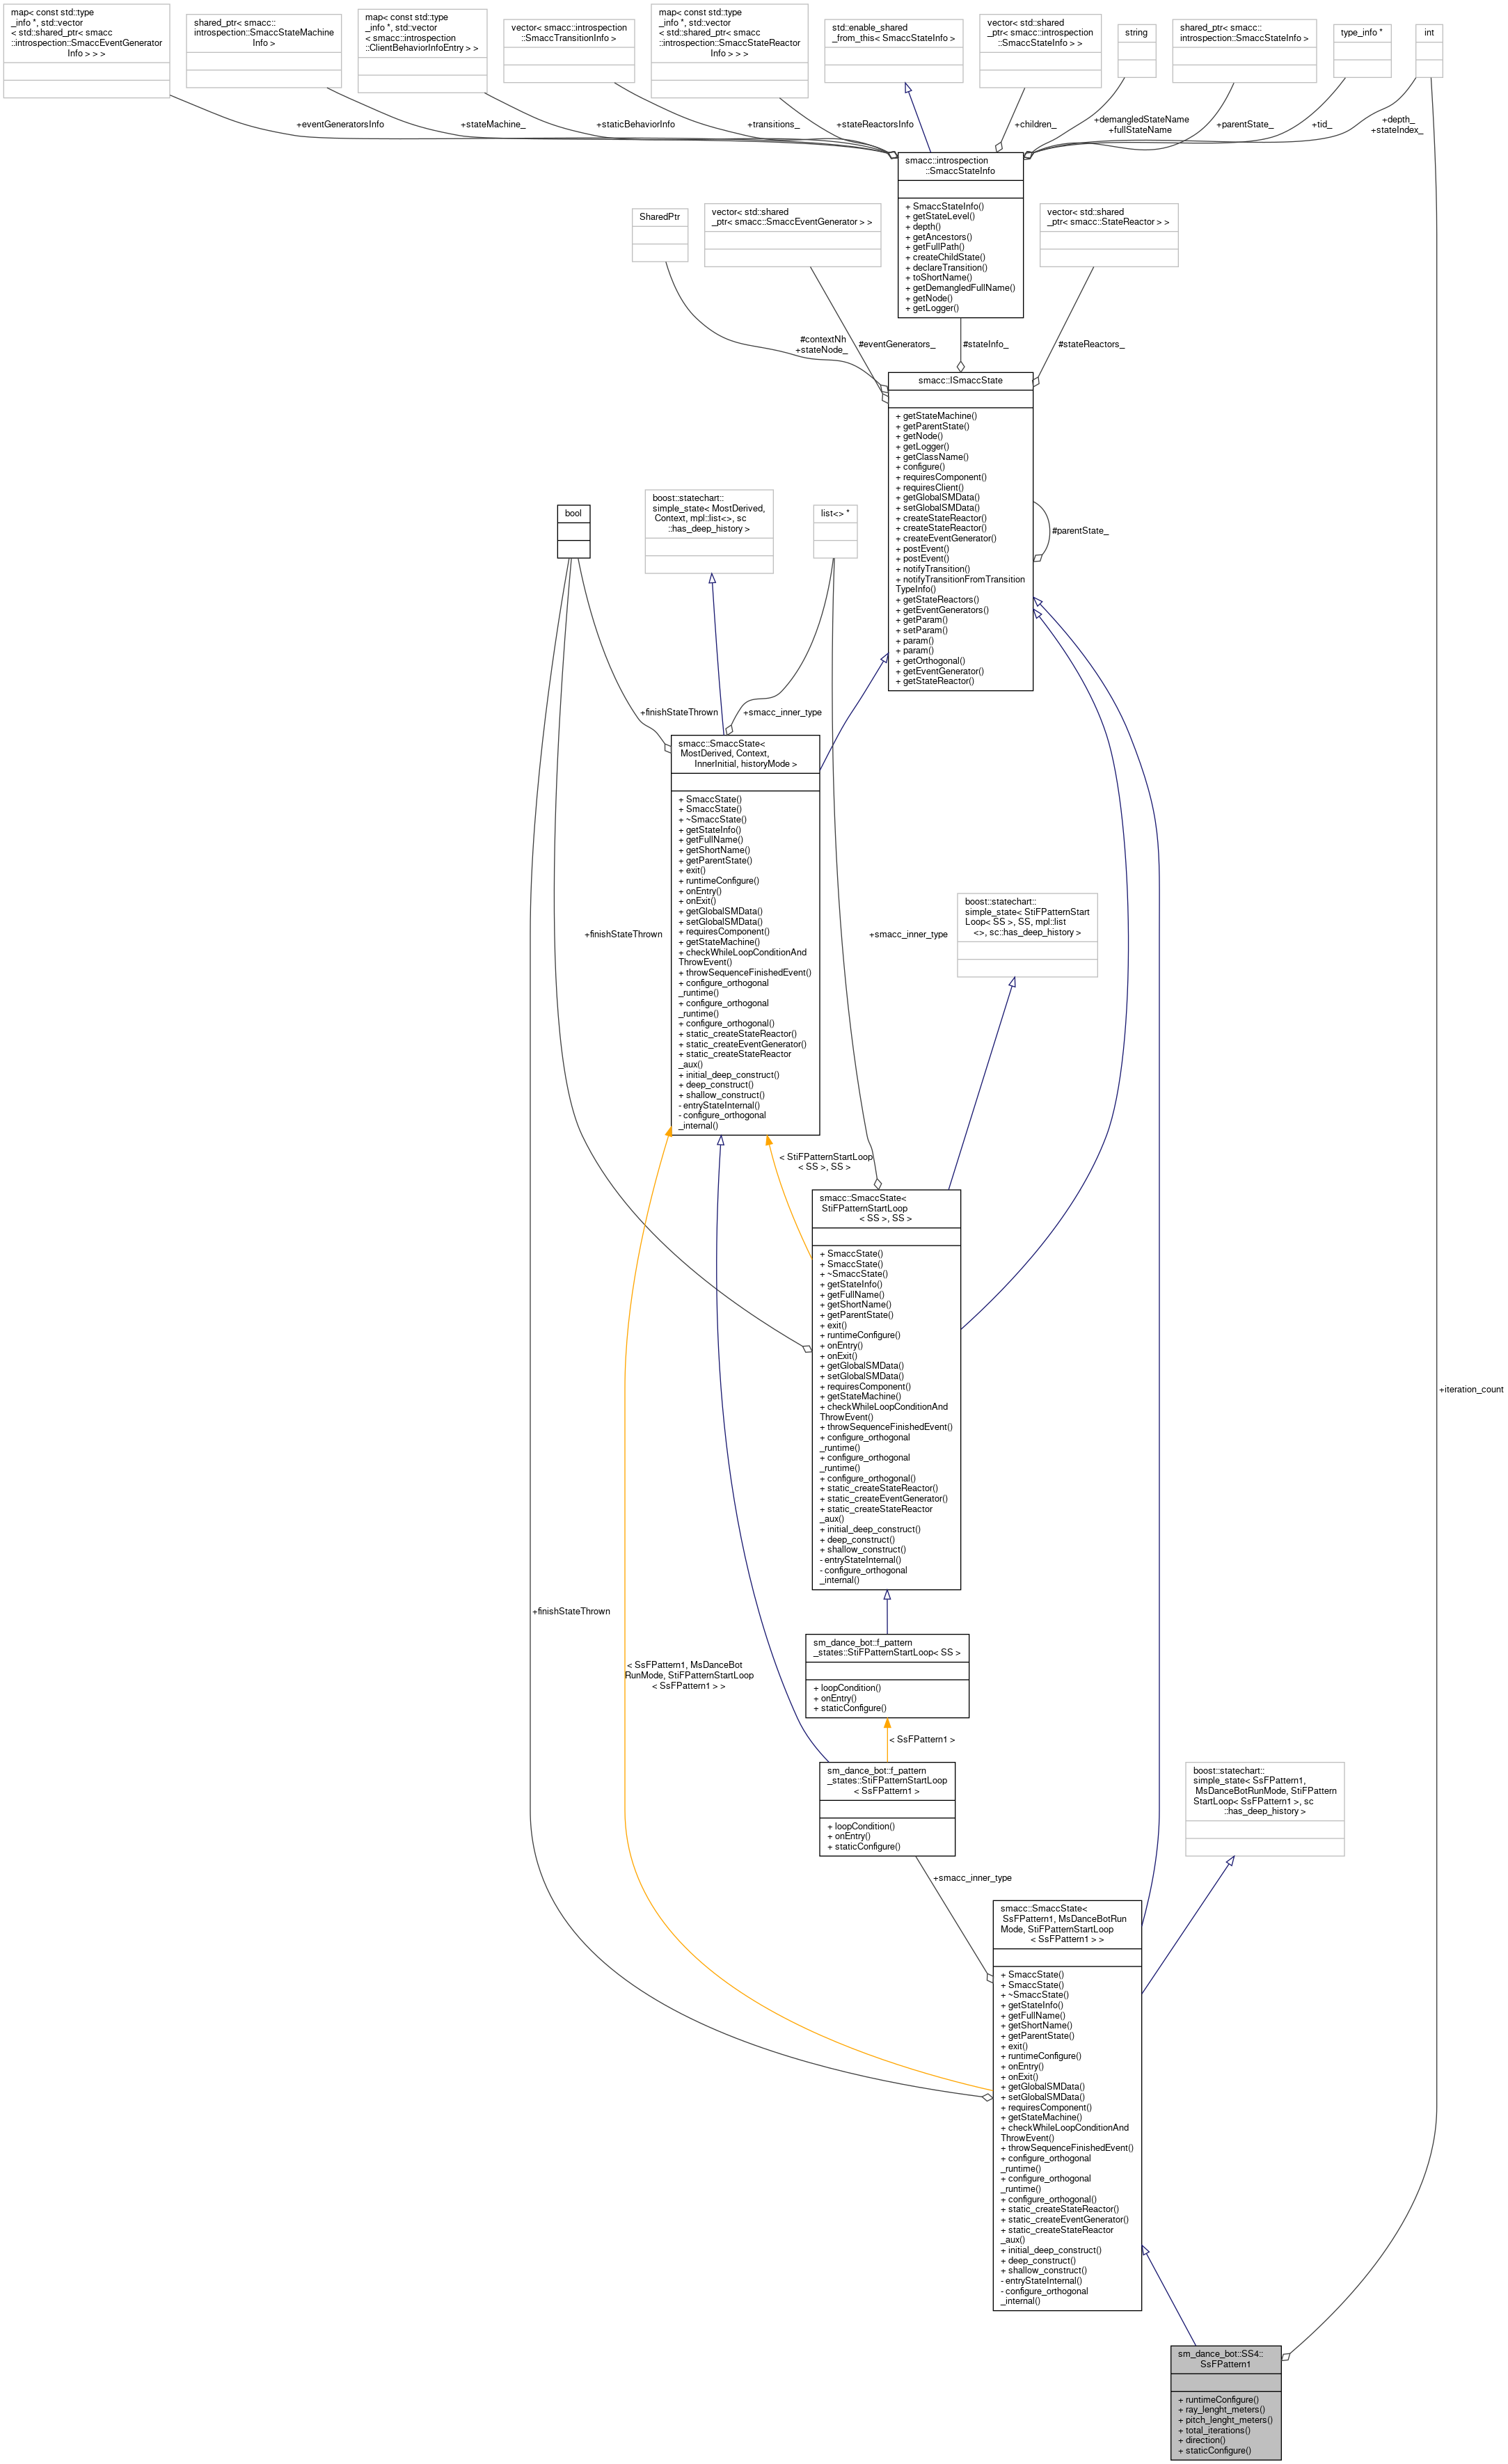 map< const std::type
_info *, std::vector
< std::shared_ptr< smacc
::introspection::SmaccEventGenerator
Info > > >
shared_ptr< smacc::
introspection::SmaccStateMachine
Info >
map< const std::type
_info *, std::vector
< smacc::introspection
::ClientBehaviorInfoEntry > >
vector< smacc::introspection
::SmaccTransitionInfo >
map< const std::type
_info *, std::vector
< std::shared_ptr< smacc
::introspection::SmaccStateReactor
Info > > >
std::enable_shared
_from_this< SmaccStateInfo >
vector< std::shared
_ptr< smacc::introspection
::SmaccStateInfo > >
string
shared_ptr< smacc::
introspection::SmaccStateInfo >
type_info *
int
+eventGeneratorsInfo
+stateMachine_
+staticBehaviorInfo
+transitions_
+stateReactorsInfo
+children_
+demangledStateName
+fullStateName
+parentState_
+tid_
+depth_
+stateIndex_
smacc::introspection
::SmaccStateInfo
+ SmaccStateInfo()
+ getStateLevel()
+ depth()
+ getAncestors()
+ getFullPath()
+ createChildState()
+ declareTransition()
+ toShortName()
+ getDemangledFullName()
+ getNode()
+ getLogger()
SharedPtr
vector< std::shared
_ptr< smacc::SmaccEventGenerator > >
vector< std::shared
_ptr< smacc::StateReactor > >
#contextNh
+stateNode_
#eventGenerators_
#stateInfo_
#stateReactors_
smacc::ISmaccState
+ getStateMachine()
+ getParentState()
+ getNode()
+ getLogger()
+ getClassName()
+ configure()
+ requiresComponent()
+ requiresClient()
+ getGlobalSMData()
+ setGlobalSMData()
+ createStateReactor()
+ createStateReactor()
+ createEventGenerator()
+ postEvent()
+ postEvent()
+ notifyTransition()
+ notifyTransitionFromTransition
TypeInfo()
+ getStateReactors()
+ getEventGenerators()
+ getParam()
+ setParam()
+ param()
+ param()
+ getOrthogonal()
+ getEventGenerator()
+ getStateReactor()
#parentState_
bool
boost::statechart::
simple_state< MostDerived,
Context, mpl::list<>, sc
::has_deep_history >
list<> *
+finishStateThrown
+smacc_inner_type
smacc::SmaccState<
MostDerived, Context,
InnerInitial, historyMode >
+ SmaccState()
+ SmaccState()
+ ~SmaccState()
+ getStateInfo()
+ getFullName()
+ getShortName()
+ getParentState()
+ exit()
+ runtimeConfigure()
+ onEntry()
+ onExit()
+ getGlobalSMData()
+ setGlobalSMData()
+ requiresComponent()
+ getStateMachine()
+ checkWhileLoopConditionAnd
ThrowEvent()
+ throwSequenceFinishedEvent()
+ configure_orthogonal
_runtime()
+ configure_orthogonal
_runtime()
+ configure_orthogonal()
+ static_createStateReactor()
+ static_createEventGenerator()
+ static_createStateReactor
_aux()
+ initial_deep_construct()
+ deep_construct()
+ shallow_construct()
- entryStateInternal()
- configure_orthogonal
_internal()
+finishStateThrown
+smacc_inner_type
boost::statechart::
simple_state< StiFPatternStart
Loop< SS >, SS, mpl::list
<>, sc::has_deep_history >
< StiFPatternStartLoop
< SS >, SS >
smacc::SmaccState<
StiFPatternStartLoop
< SS >, SS >
+ SmaccState()
+ SmaccState()
+ ~SmaccState()
+ getStateInfo()
+ getFullName()
+ getShortName()
+ getParentState()
+ exit()
+ runtimeConfigure()
+ onEntry()
+ onExit()
+ getGlobalSMData()
+ setGlobalSMData()
+ requiresComponent()
+ getStateMachine()
+ checkWhileLoopConditionAnd
ThrowEvent()
+ throwSequenceFinishedEvent()
+ configure_orthogonal
_runtime()
+ configure_orthogonal
_runtime()
+ configure_orthogonal()
+ static_createStateReactor()
+ static_createEventGenerator()
+ static_createStateReactor
_aux()
+ initial_deep_construct()
+ deep_construct()
+ shallow_construct()
- entryStateInternal()
- configure_orthogonal
_internal()
+iteration_count
+finishStateThrown
sm_dance_bot::f_pattern
_states::StiFPatternStartLoop< SS >
+ loopCondition()
+ onEntry()
+ staticConfigure()
< SsFPattern1, MsDanceBot
RunMode, StiFPatternStartLoop
< SsFPattern1 > >
< SsFPattern1 >
sm_dance_bot::f_pattern
_states::StiFPatternStartLoop
< SsFPattern1 >
+ loopCondition()
+ onEntry()
+ staticConfigure()
boost::statechart::
simple_state< SsFPattern1,
MsDanceBotRunMode, StiFPattern
StartLoop< SsFPattern1 >, sc
::has_deep_history >
+smacc_inner_type
smacc::SmaccState<
SsFPattern1, MsDanceBotRun
Mode, StiFPatternStartLoop
< SsFPattern1 > >
+ SmaccState()
+ SmaccState()
+ ~SmaccState()
+ getStateInfo()
+ getFullName()
+ getShortName()
+ getParentState()
+ exit()
+ runtimeConfigure()
+ onEntry()
+ onExit()
+ getGlobalSMData()
+ setGlobalSMData()
+ requiresComponent()
+ getStateMachine()
+ checkWhileLoopConditionAnd
ThrowEvent()
+ throwSequenceFinishedEvent()
+ configure_orthogonal
_runtime()
+ configure_orthogonal
_runtime()
+ configure_orthogonal()
+ static_createStateReactor()
+ static_createEventGenerator()
+ static_createStateReactor
_aux()
+ initial_deep_construct()
+ deep_construct()
+ shallow_construct()
- entryStateInternal()
- configure_orthogonal
_internal()
sm_dance_bot::SS4::
SsFPattern1
+ runtimeConfigure()
+ ray_lenght_meters()
+ pitch_lenght_meters()
+ total_iterations()
+ direction()
+ staticConfigure()